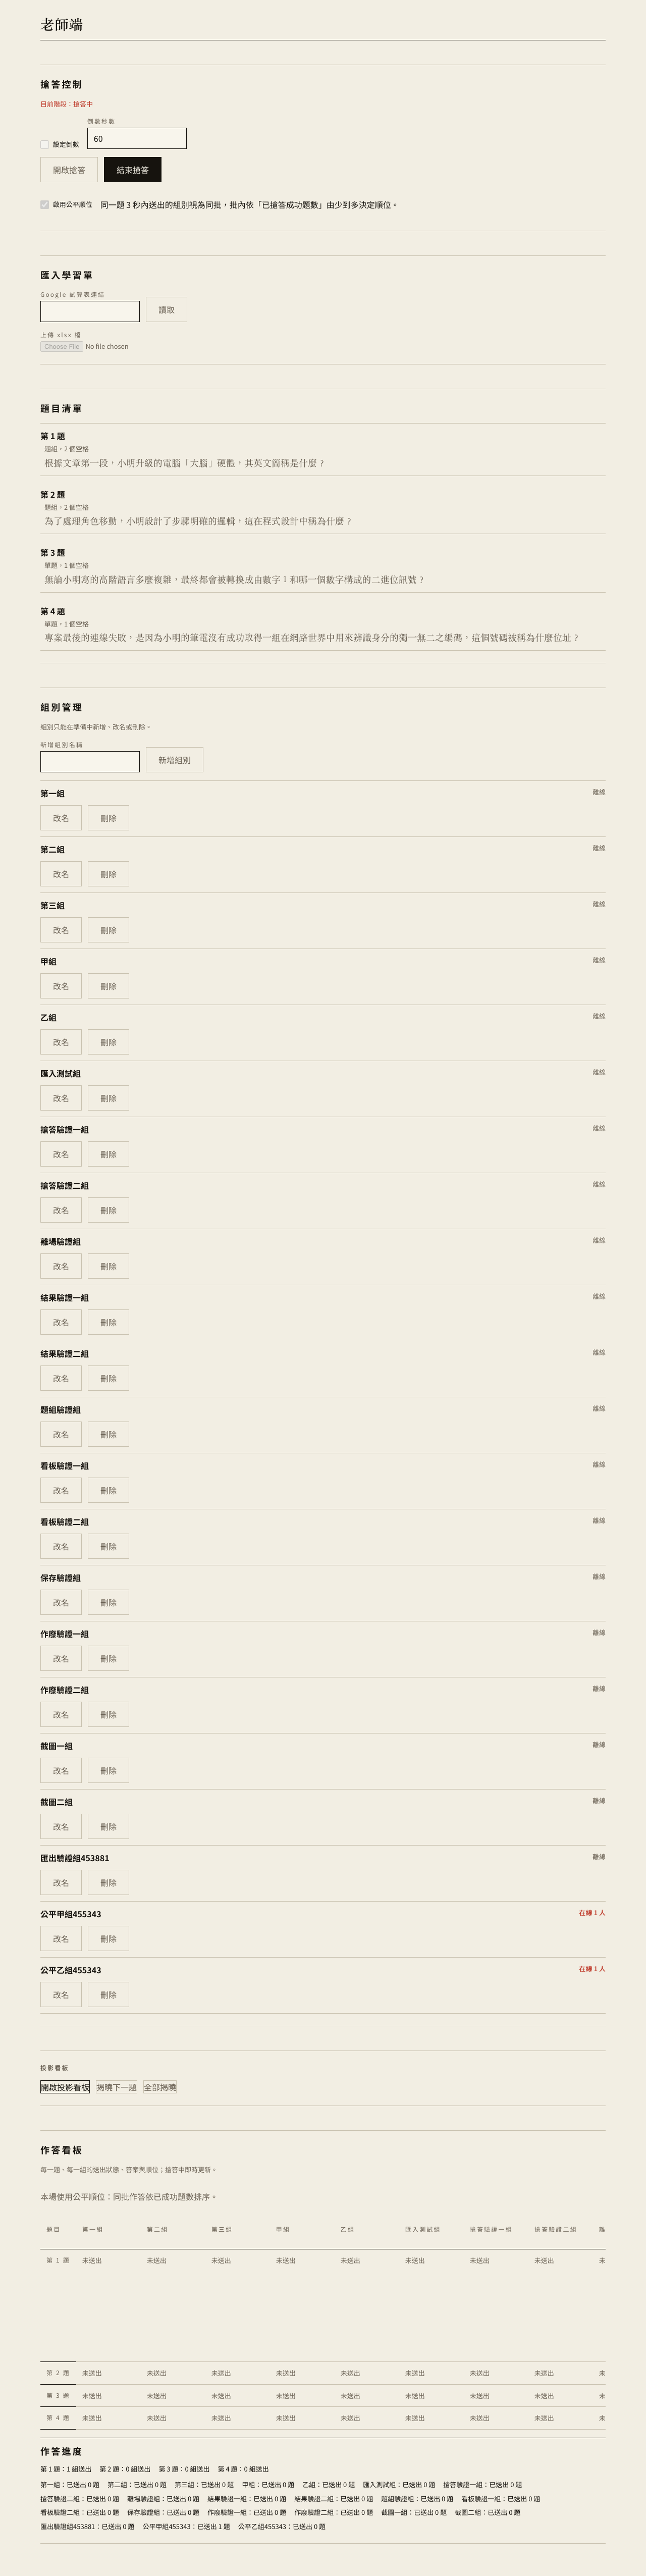 老師端
搶答控制
目前階段：搶答中
倒數秒數
設定倒數
60
開啟搶答
結束搶答
啟用公平順位
同一題 3 秒內送出的組別視為同批，批內依「已搶答成功題數」由少到多決定順位。
匯入學習單
Google 試算表連結
讀取
上傳 xlsx 檔
Choose File No file chosen
題目清單
第 1 題
題組，2 個空格
根據文章第一段，小明升級的電腦「大腦」硬體，其英文簡稱是什麼？
第 2 題
題組，2 個空格
為了處理角色移動，小明設計了步驟明確的邏輯，這在程式設計中稱為什麼？
第 3 題
單題，1 個空格
無論小明寫的高階語言多麼複雜，最終都會被轉換成由數字 1 和哪一個數字構成的二進位訊號？
第 4 題
單題，1 個空格
專案最後的連線失敗，是因為小明的筆電沒有成功取得一組在網路世界中用來辨識身分的獨一無二之編碼，這個號碼被稱為什麼位址？
組別管理
組別只能在準備中新增、改名或刪除。
新增組別名稱
新增組別
第一組
離線
改名 刪除
第二組
離線
改名 刪除
第三組
離線
改名 刪除
甲組
離線
改名 刪除
乙組
離線
改名 刪除
匯入測試組
離線
改名 刪除
搶答驗證一組
離線
改名 刪除
搶答驗證二組
離線
改名 刪除
離場驗證組
離線
改名 刪除
結果驗證一組
離線
改名 刪除
結果驗證二組
離線
改名 刪除
題組驗證組
離線
改名 刪除
看板驗證一組
離線
改名 刪除
看板驗證二組
離線
改名 刪除
保存驗證組
離線
改名 刪除
作廢驗證一組
離線
改名 刪除
作廢驗證二組
離線
改名 刪除
截圖一組
離線
改名 刪除
截圖二組
離線
改名 刪除
匯出驗證組453881
離線
改名 刪除
公平甲組455343
在線 1 人
改名 刪除
公平乙組455343
在線 1 人
改名 刪除
投影看板
開啟投影看板 揭曉下一題 全部揭曉
作答看板
每一題、每一組的送出狀態、答案與順位；搶答中即時更新。
本場使用公平順位：同批作答依已成功題數排序。
題目 第一組 第二組 第三組 甲組 乙組 匯入測試組 搶答驗證一組 搶答驗證二組 離
第 1 題 未送出 未送出 未送出 未送出 未送出 未送出 未送出 未送出 未
第 2 題 未送出 未送出 未送出 未送出 未送出 未送出 未送出 未送出 未
第 3 題 未送出 未送出 未送出 未送出 未送出 未送出 未送出 未送出 未
第 4 題 未送出 未送出 未送出 未送出 未送出 未送出 未送出 未送出 未
作答進度
第 1 題：1 組送出 第 2 題：0 組送出 第 3 題：0 組送出 第 4 題：0 組送出
第一組：已送出 0 題 第二組：已送出 0 題 第三組：已送出 0 題 甲組：已送出 0 題 乙組：已送出 0 題 匯入測試組：已送出 0 題 搶答驗證一組：已送出 0 題
搶答驗證二組：已送出 0 題 離場驗證組：已送出 0 題 結果驗證一組：已送出 0 題 結果驗證二組：已送出 0 題 題組驗證組：已送出 0 題 看板驗證一組：已送出 0 題
看板驗證二組：已送出 0 題 保存驗證組：已送出 0 題 作廢驗證一組：已送出 0 題 作廢驗證二組：已送出 0 題 截圖一組：已送出 0 題 截圖二組：已送出 0 題
匯出驗證組453881：已送出 0 題 公平甲組455343：已送出 1 題 公平乙組455343：已送出 0 題